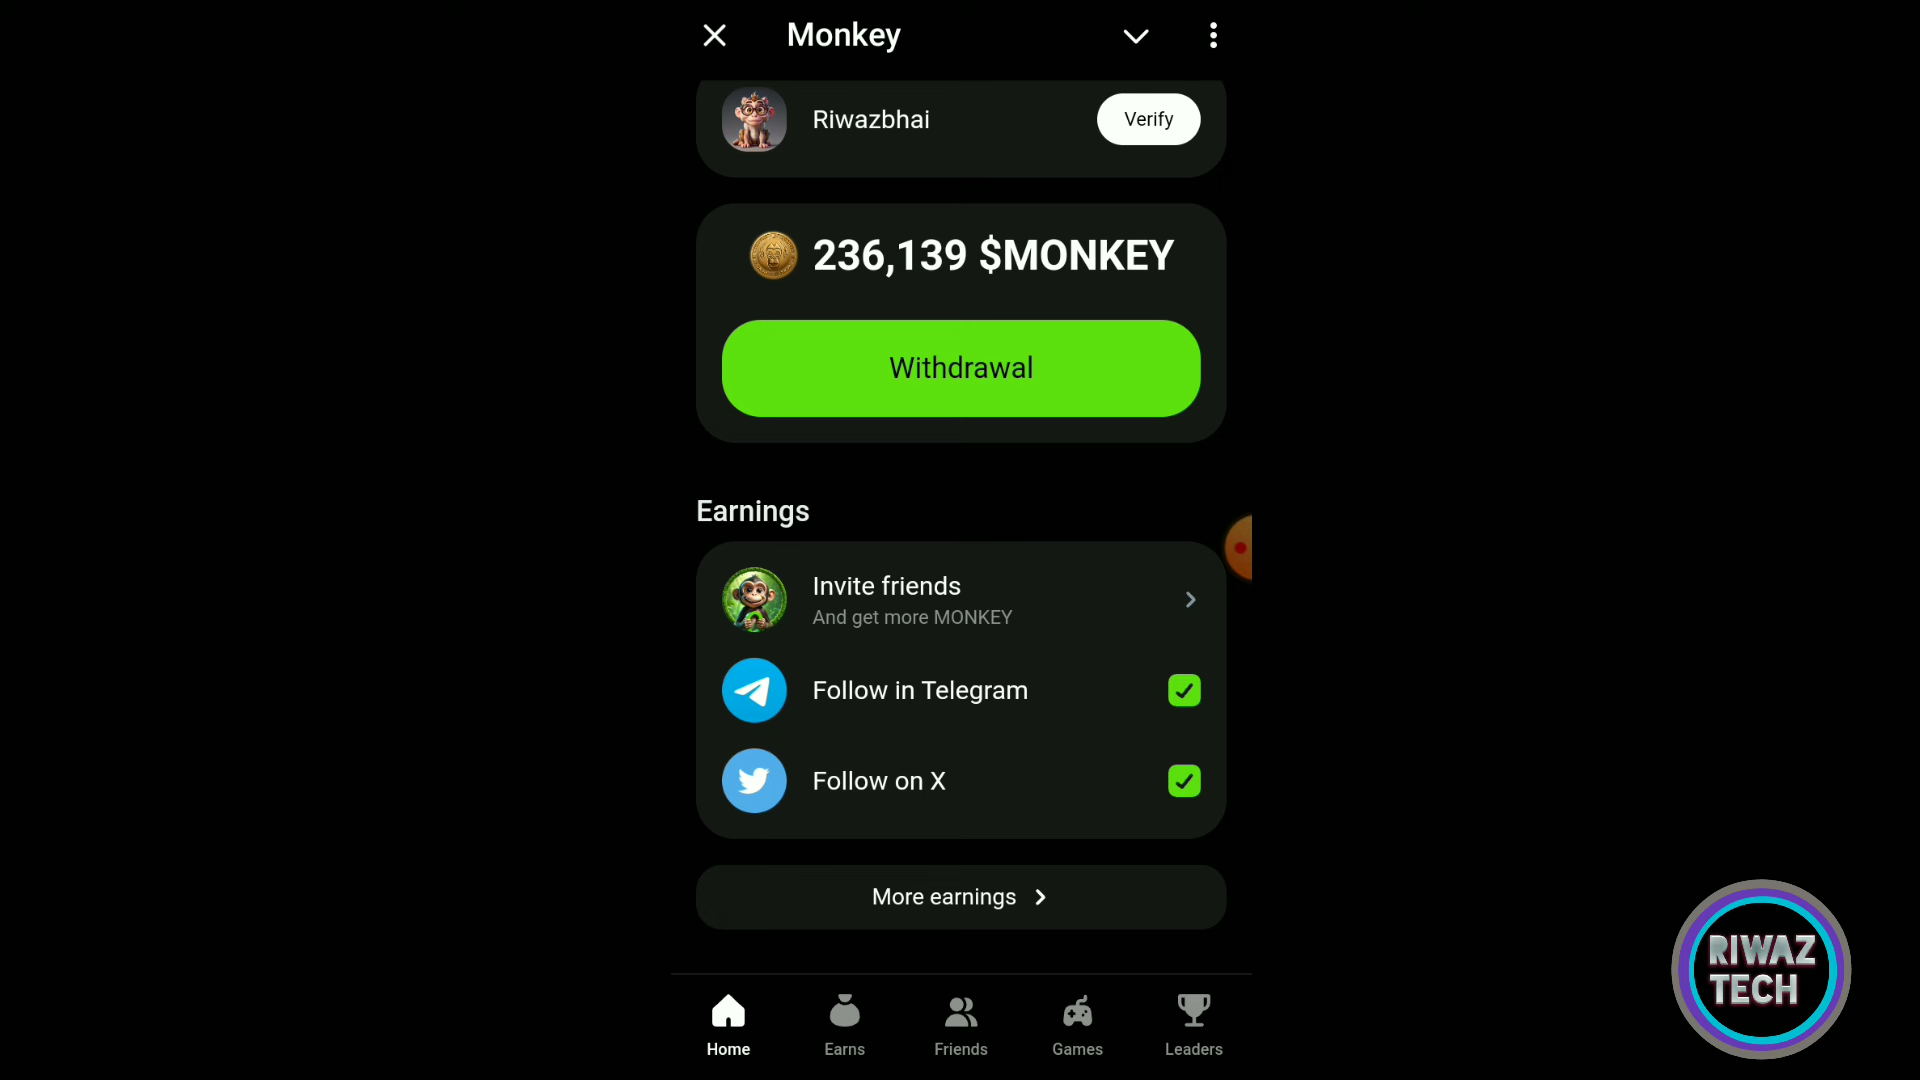 Monkey
Riwazbhai
Verify
236,139 $MONKEY
Withdrawal
Earnings
Invite friends
And get more MONKEY
Follow in Telegram
Follow on X
More earnings
Home
Earns
Friends
Games
Leaders
RIWAZ
TECH